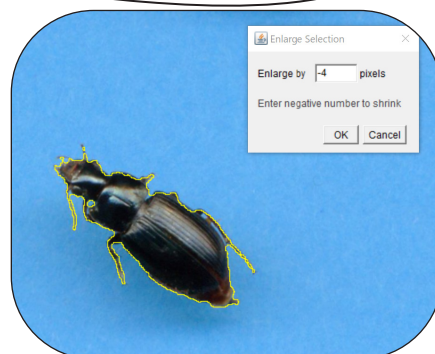 Enlarge Selection
Enlarge by -4 pixels
Enter negative number to shrink
OK Cancel